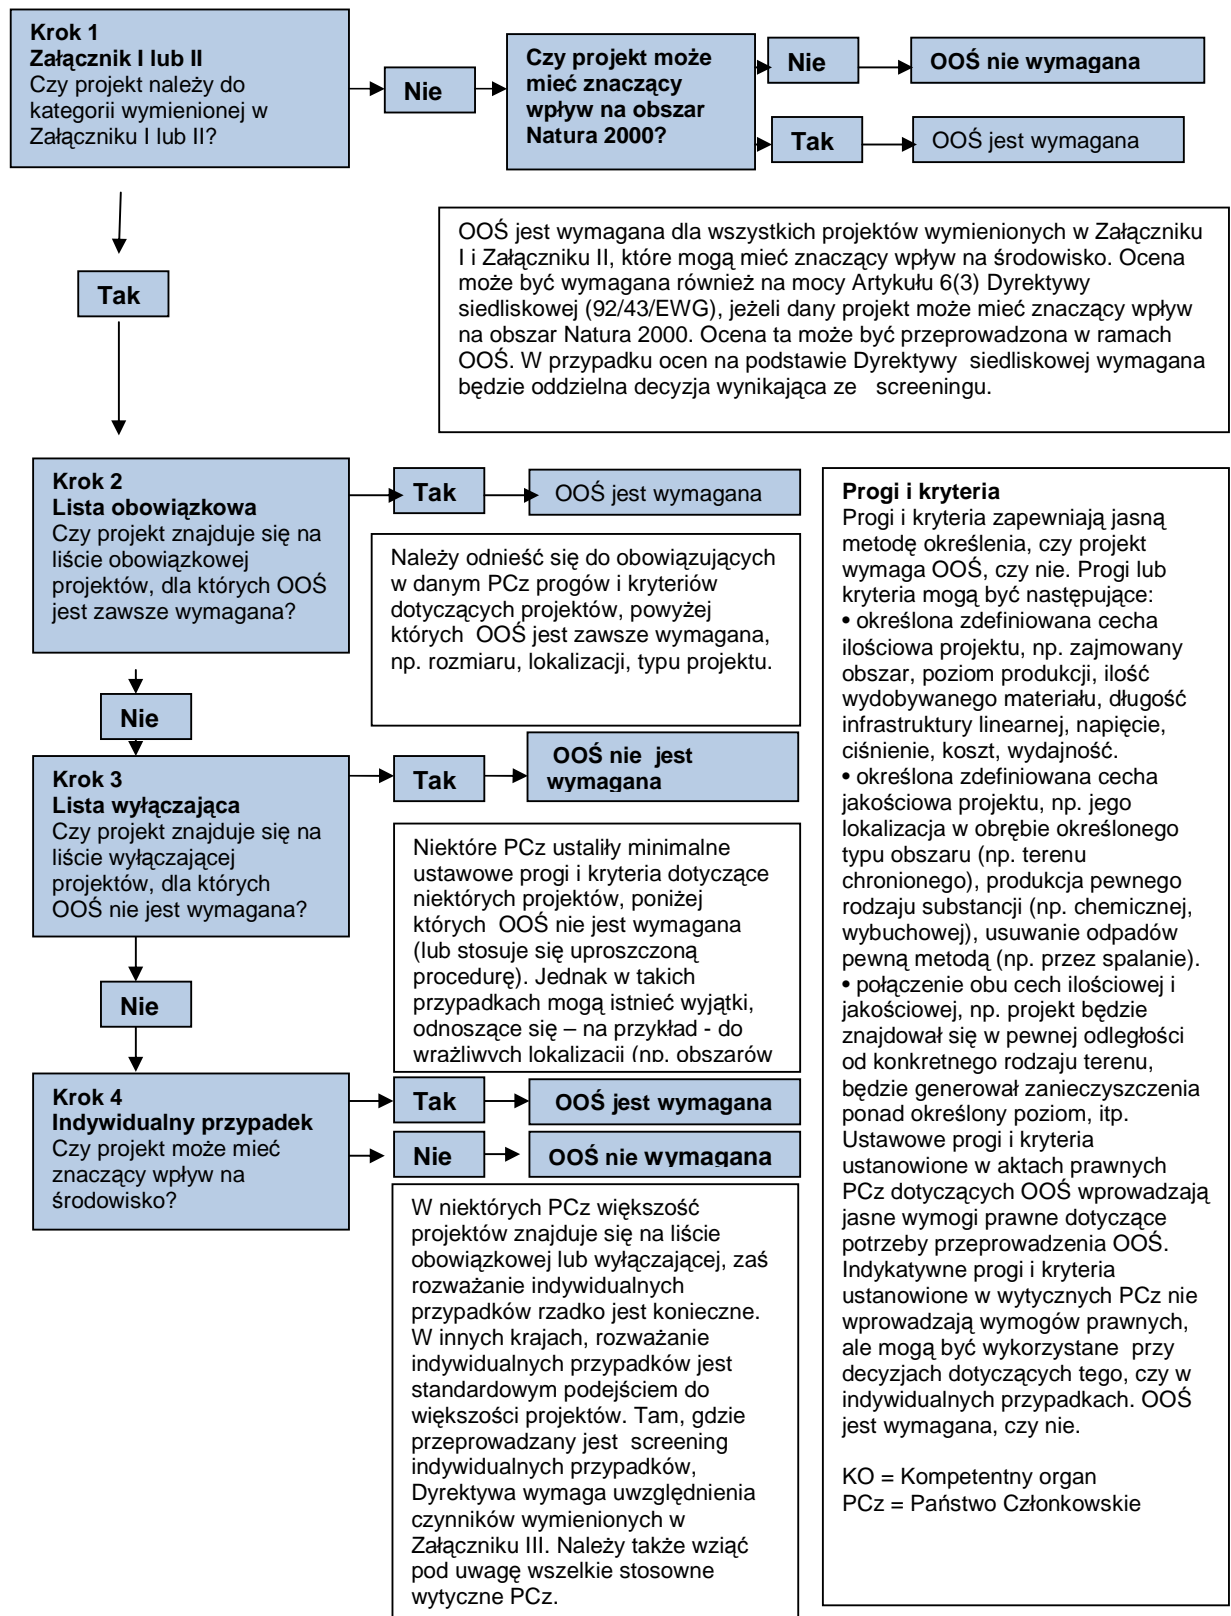 Krok 1
Załącznik I lub II
Czy projekt należy do
kategorii wymienionej w
Załączniku I lub II?
Nie
Czy projekt może
mieć znaczący
wpływ na obszar
Natura 2000?
Nie
OOŚ nie wymagana
Tak
OOŚ jest wymagana
Tak
OOŚ jest wymagana dla wszystkich projektów wymienionych w Załączniku
I i Załączniku II, które mogą mieć znaczący wpływ na środowisko. Ocena
może być wymagana również na mocy Artykułu 6(3) Dyrektywy
siedliskowej (92/43/EWG), jeżeli dany projekt może mieć znaczący wpływ
na obszar Natura 2000. Ocena ta może być przeprowadzona w ramach
OOŚ. W przypadku ocen na podstawie Dyrektywy siedliskowej wymagana
będzie oddzielna decyzja wynikająca ze screeningu.
Krok 2
Lista obowiązkowa
Czy projekt znajduje się na
liście obowiązkowej
projektów, dla których OOŚ
jest zawsze wymagana?
Tak
OOŚ jest wymagana
Należy odnieść się do obowiązujących
w danym PCz progów i kryteriów
dotyczących projektów, powyżej
których OOŚ jest zawsze wymagana,
np. rozmiaru, lokalizacji, typu projektu.
Nie
Krok 3
Lista wyłączająca
Czy projekt znajduje się na
liście wyłączającej
projektów, dla których
OOŚ nie jest wymagana?
Tak
OOŚ nie jest
wymagana
Niektóre PCz ustaliły minimalne
ustawowe progi i kryteria dotyczące
niektórych projektów, poniżej
których OOŚ nie jest wymagana
(lub stosuje się uproszczoną
procedurę). Jednak w takich
przypadkach mogą istnieć wyjątki,
odnoszące się – na przykład - do
wrażliwych lokalizacji (np. obszarów
Nie
Krok 4
Indywidualny przypadek
Czy projekt może mieć
znaczący wpływ na
środowisko?
Tak
OOŚ jest wymagana
Nie
OOŚ nie wymagana
W niektórych PCz większość
projektów znajduje się na liście
obowiązkowej lub wyłączającej, zaś
rozważanie indywidualnych
przypadków rzadko jest konieczne.
W innych krajach, rozważanie
indywidualnych przypadków jest
standardowym podejściem do
większości projektów. Tam, gdzie
przeprowadzany jest screening
indywidualnych przypadków,
Dyrektywa wymaga uwzględnienia
czynników wymienionych w
Załączniku III. Należy także wziąć
pod uwagę wszelkie stosowne
wytyczne PCz.
Progi i kryteria
Progi i kryteria zapewniają jasną
metodę określenia, czy projekt
wymaga OOŚ, czy nie. Progi lub
kryteria mogą być następujące:
• określona zdefiniowana cecha
ilościowa projektu, np. zajmowany
obszar, poziom produkcji, ilość
wydobywanego materiału, długość
infrastruktury linearnej, napięcie,
ciśnienie, koszt, wydajność.
• określona zdefiniowana cecha
jakościowa projektu, np. jego
lokalizacja w obrębie określonego
typu obszaru (np. terenu
chronionego), produkcja pewnego
rodzaju substancji (np. chemicznej,
wybuchowej), usuwanie odpadów
pewną metodą (np. przez spalanie).
• połączenie obu cech ilościowej i
jakościowej, np. projekt będzie
znajdował się w pewnej odległości
od konkretnego rodzaju terenu,
będzie generował zanieczyszczenia
ponad określony poziom, itp.
Ustawowe progi i kryteria
ustanowione w aktach prawnych
PCz dotyczących OOŚ wprowadzają
jasne wymogi prawne dotyczące
potrzeby przeprowadzenia OOŚ.
Indykatywne progi i kryteria
ustanowione w wytycznych PCz nie
wprowadzają wymogów prawnych,
ale mogą być wykorzystane przy
decyzjach dotyczących tego, czy w
indywidualnych przypadkach. OOŚ
jest wymagana, czy nie.
KO = Kompetentny organ
PCz = Państwo Członkowskie